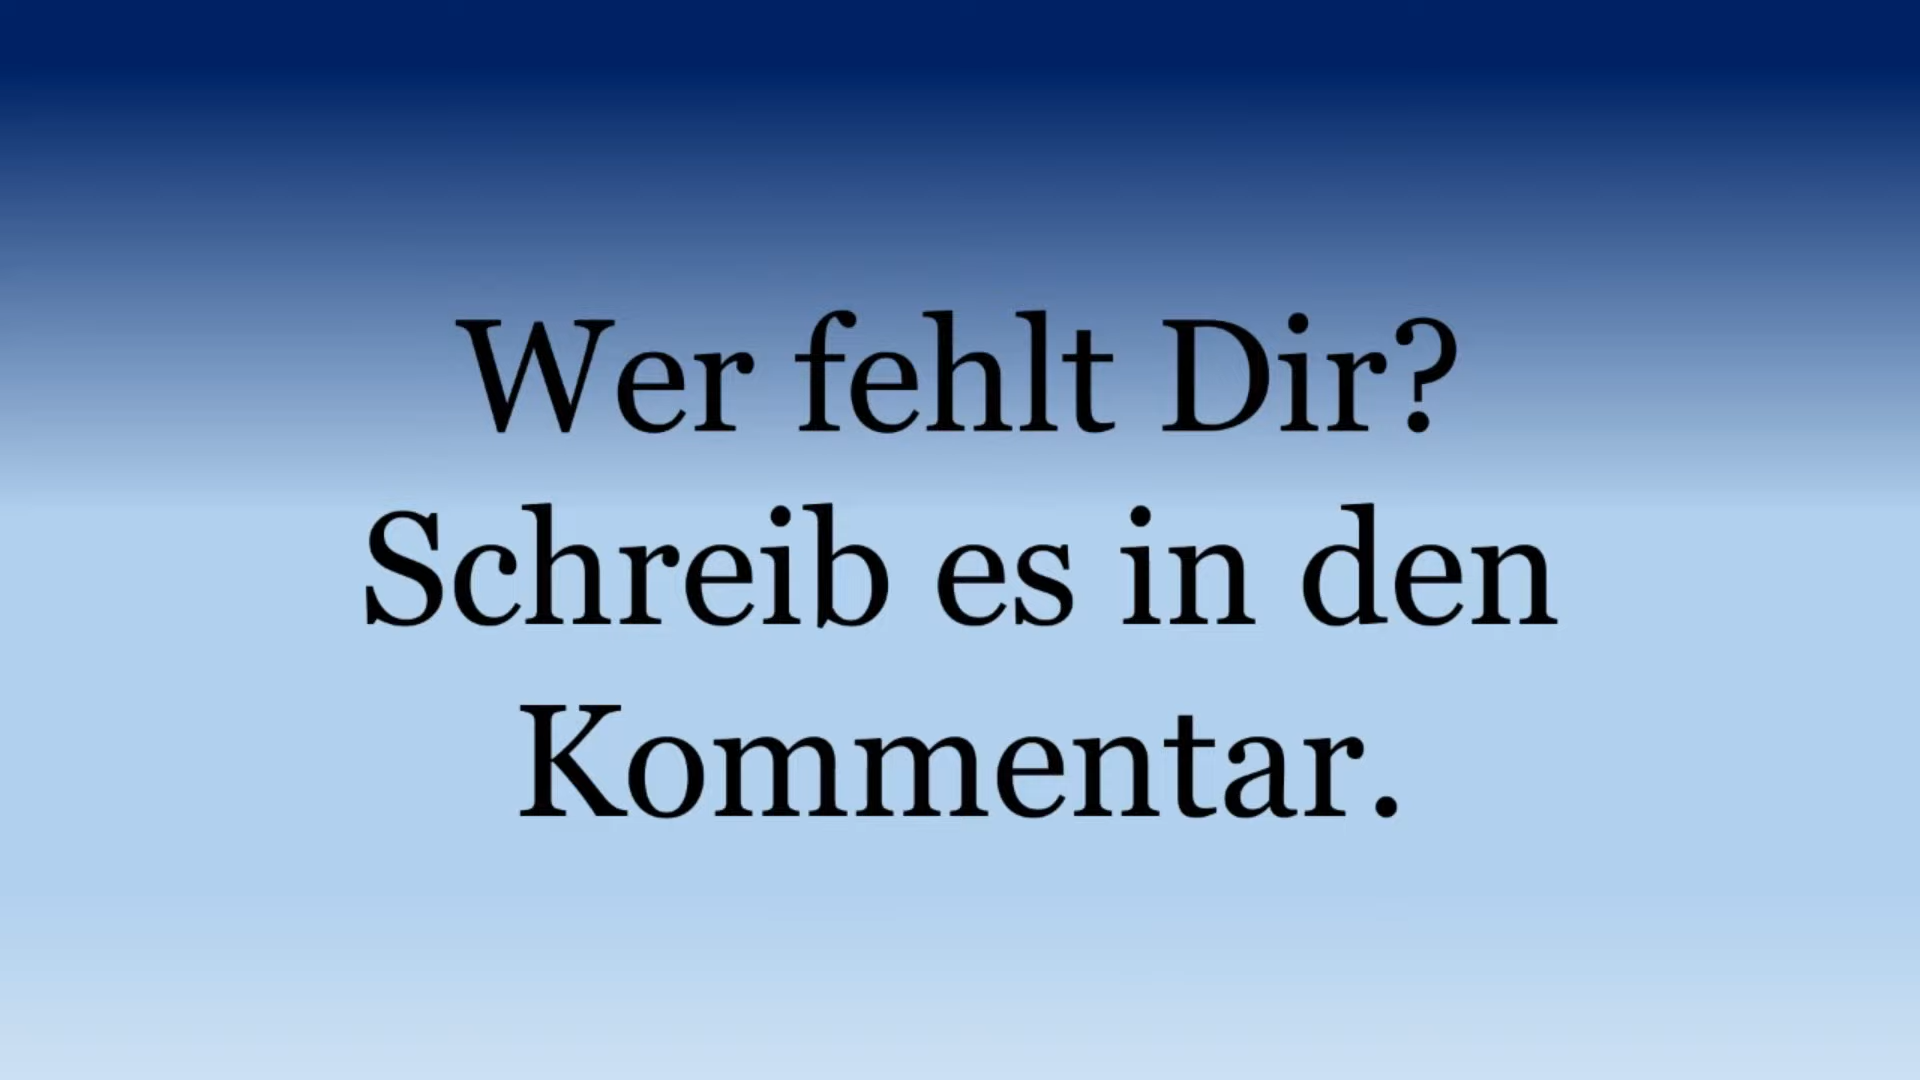 Wer fehlt Dir?
Schreib es in den
Kommentar.